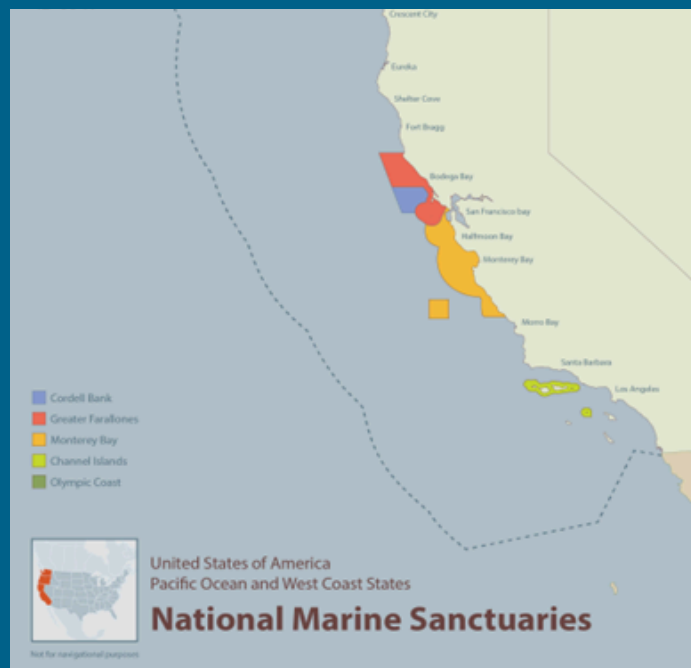 Crescent City
Eureka
Shelter Cove
Fort Bragg
Bodega Bay
San Francisco bay
Halfmoon Bay
Monterey Bay
Morro Bay
Santa Barbara
Los Angeles
Cordell Bank
Greater Farallones
Monterey Bay
Channel Islands
Olympic Coast
United States of America
Pacific Ocean and West Coast States
National Marine Sanctuaries
Not for navigational purposes